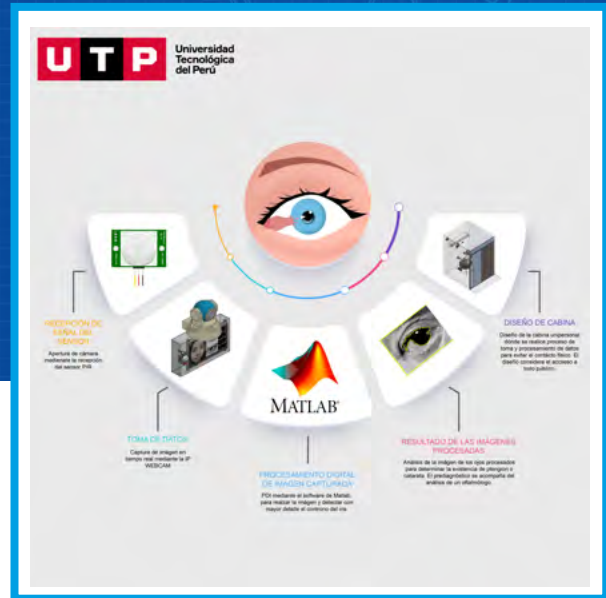 UTP
Universidad
Tecnológica
del Perú
RECEPCIÓN DE
SEÑAL DEL
SENSOR
Apertura de cámara
mediante la recepción
del sensor PIR
TOMA DE DATOS
Captura de imagen en
tiempo real mediante la IP
WEBCAM
MATLAB
PROCESAMIENTO DIGITAL
DE IMAGEN CAPTURADA
PDI mediante el software de Matlab,
para realzar la imagen y detectar con
mayor detalle el contorno del iris
RESULTADO DE LAS IMÁGENES
PROCESADAS
Análisis de la imagen de los ojos procesados
para determinar la existencia de pterigion o
catarata. El prediagnóstico se acompaña del
análisis de un oftalmólogo.
DISEÑO DE CABINA
Diseño de la cabina unipersonal
donde se realice proceso de
toma y procesamiento de datos
para evitar el contacto físico. El
diseño considera el acceso a
todo público.